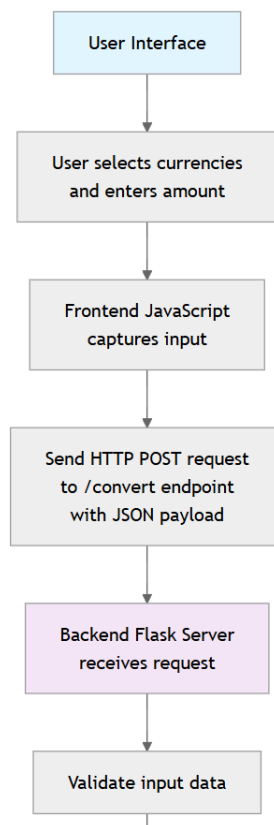 User Interface
User selects currencies
and enters amount
Frontend JavaScript
captures input
Send HTTP POST request
to /convert endpoint
with JSON payload
Backend Flask Server
receives request
Validate input data